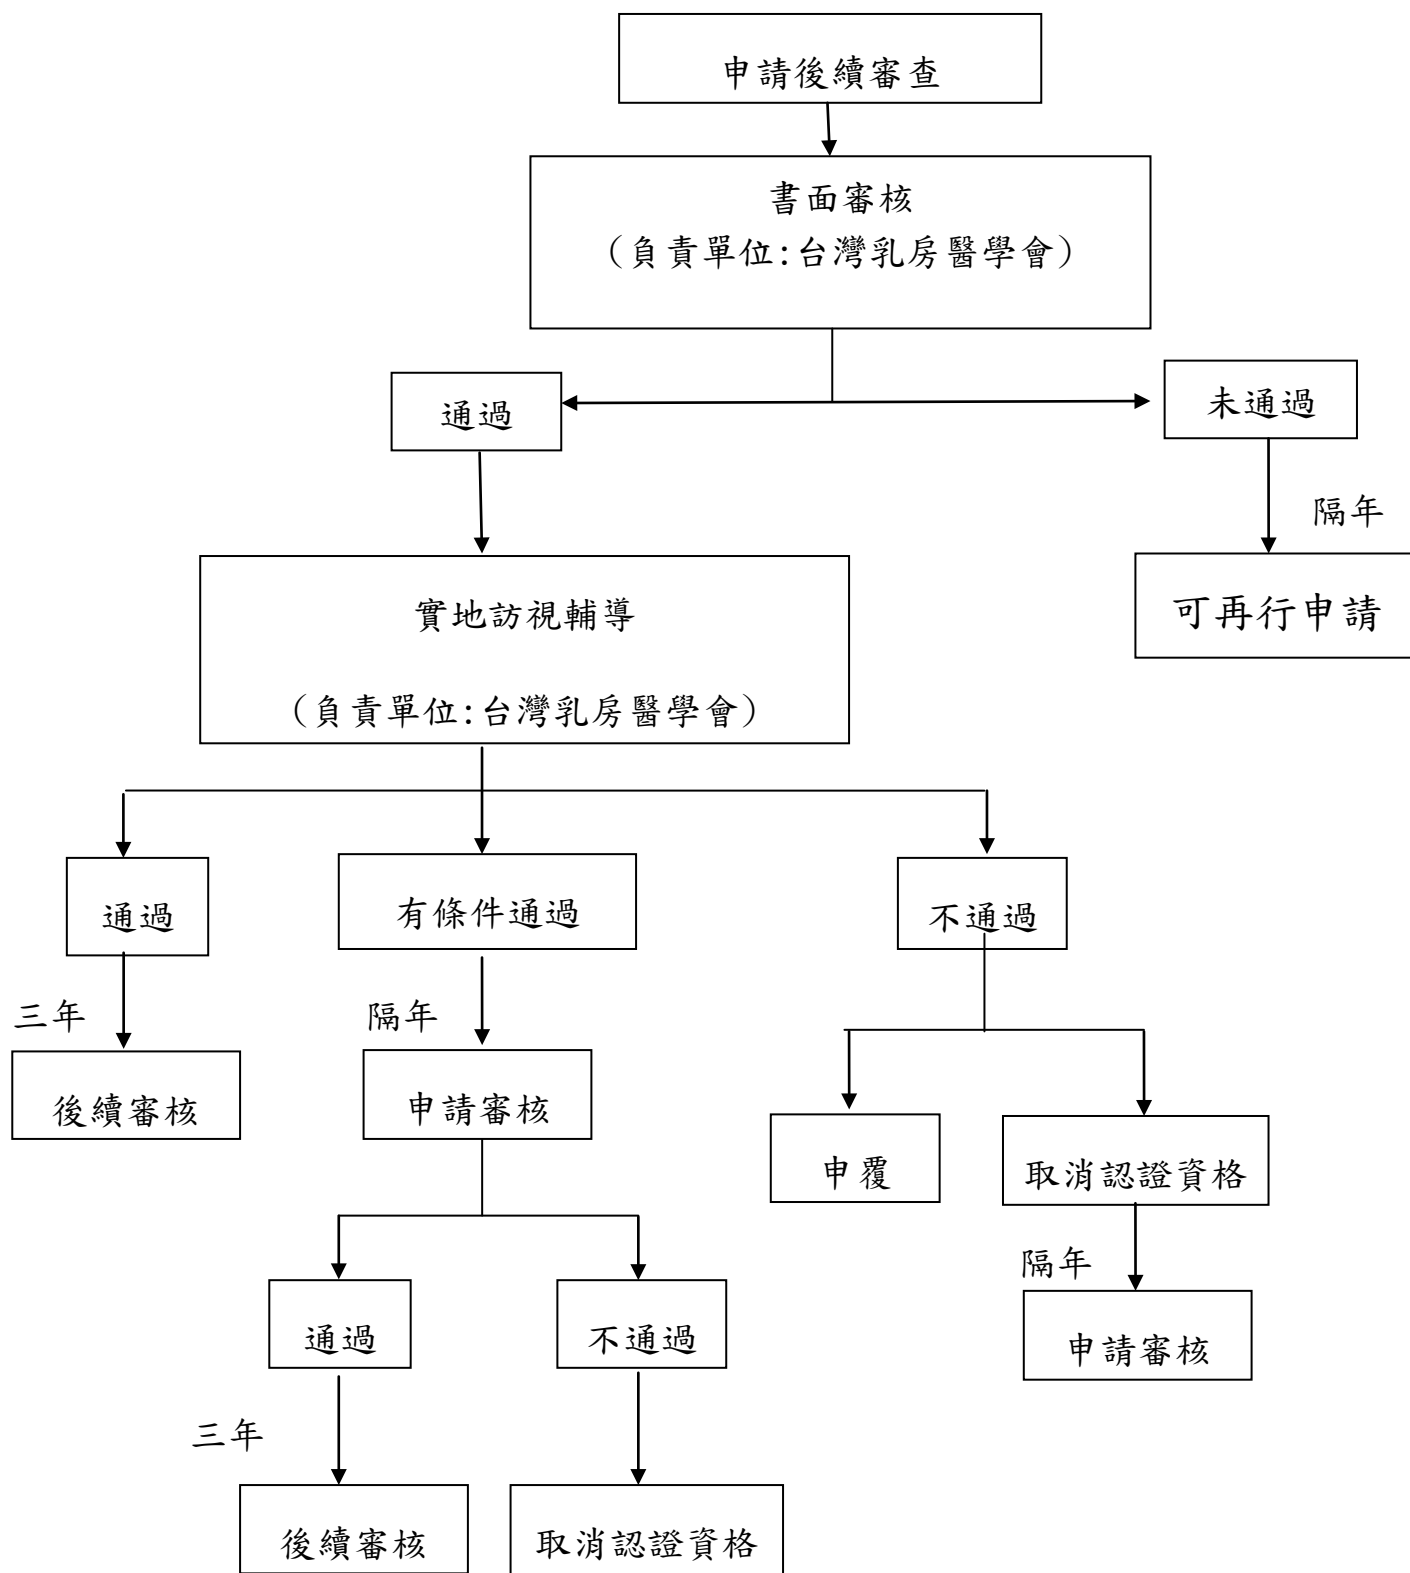 申請後續審查
書面審核
（負責單位:台灣乳房醫學會）
通過
未通過
隔年
可再行申請
實地訪視輔導
（負責單位:台灣乳房醫學會）
通過
有條件通過
不通過
三年
隔年
後續審核
申請審核
申覆
取消認證資格
隔年
通過
不通過
申請審核
三年
後續審核
取消認證資格